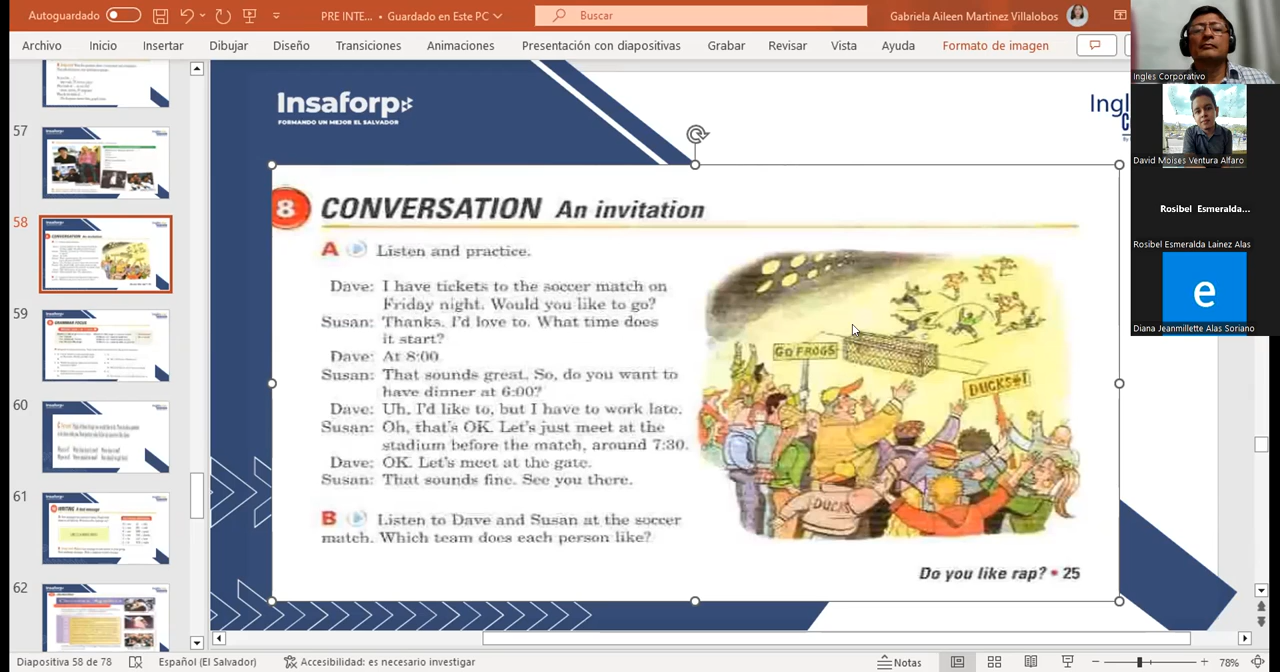 Autoguardado
PRE INTE... • Guardado en Este PC
Buscar
Gabriela Aileen Martinez Villalobos
Archivo
Inicio
Insertar
Dibujar
Diseño
Transiciones
Animaciones
Presentación con diapositivas
Grabar
Revisar
Vista
Ayuda
Formato de imagen
57
58
59
60
61
62
Insaforp
FORMANDO UN MEJOR EL SALVADOR
Ingl
8 CONVERSATION An invitation
A Listen and practice.
Dave: I have tickets to the soccer match on
Friday night. Would you like to go?
Susan: Thanks. I'd love to. What time does
it start?
Dave: At 8:00.
Susan: That sounds great. So, do you want to
have dinner at 6:00?
Dave: Uh, I'd like to, but I have to work late.
Susan: Oh, that's OK. Let's just meet at the
stadium before the match, around 7:30.
Dave: OK. Let's meet at the gate.
Susan: That sounds fine. See you there.
B Listen to Dave and Susan at the soccer
match. Which team does each person like?
GO FROGS
DUCKS#1
DUCKS
Do you like rap? • 25
Ingles Corporativo
David Moises Ventura Alfaro
Rosibel Esmeralda...
Rosibel Esmeralda Lainez Alas
e
Diana Jeanmillette Alas Soriano
Diapositiva 58 de 78
Español (El Salvador)
Accesibilidad: es necesario investigar
Notas
78%